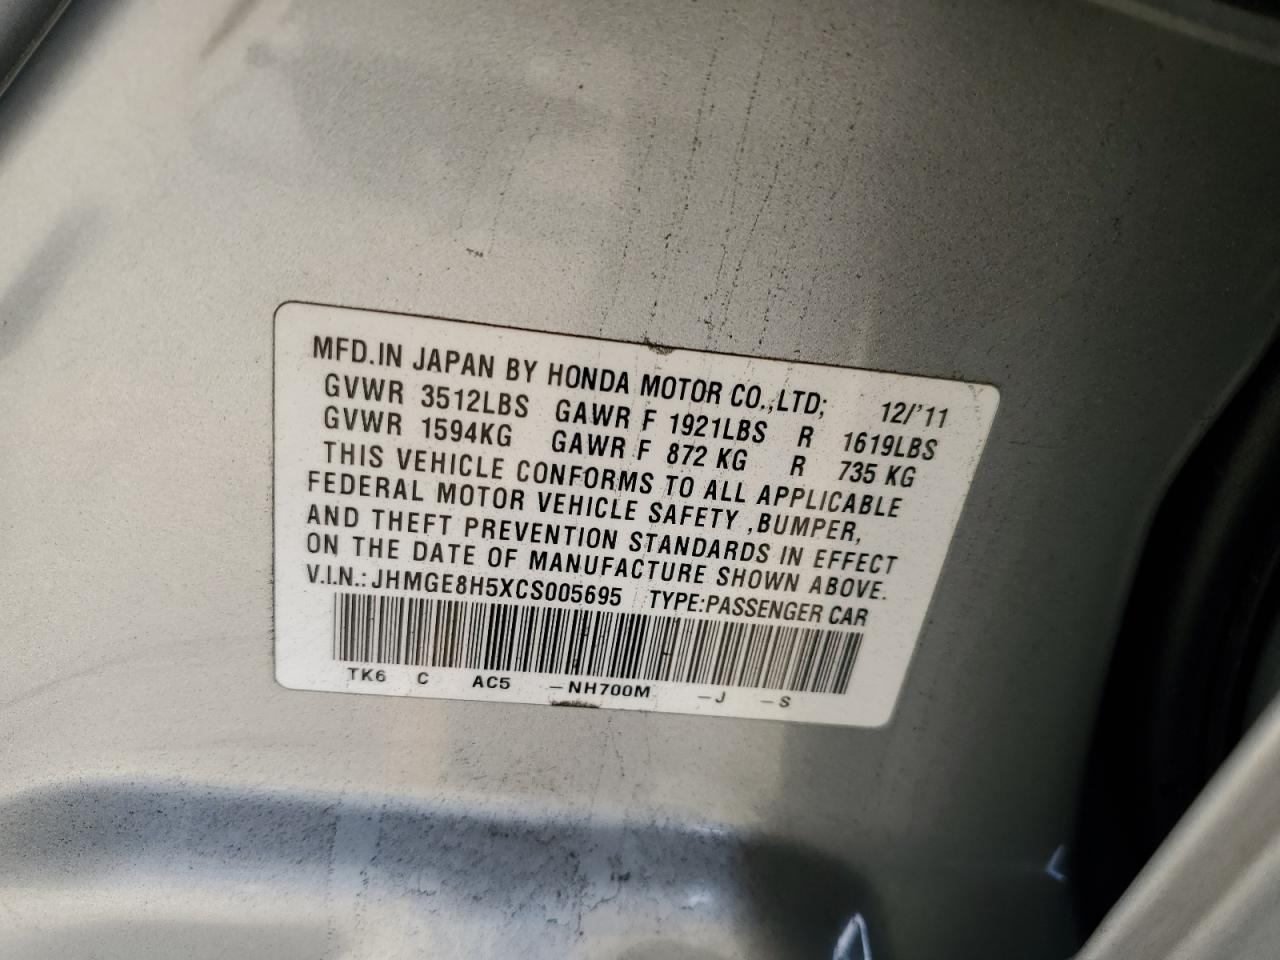 MFD.IN JAPAN BY HONDA MOTOR CO.,LTD; 12/'11
GVWR 3512LBS GAWR F 1921LBS R 1619LBS
GVWR 1594KG GAWR F 872 KG R 735 KG
THIS VEHICLE CONFORMS TO ALL APPLICABLE
FEDERAL MOTOR VEHICLE SAFETY ,BUMPER,
AND THEFT PREVENTION STANDARDS IN EFFECT
ON THE DATE OF MANUFACTURE SHOWN ABOVE.
V.I.N.: JHMGE8H5XCS005695 TYPE:PASSENGER CAR
TK6 C AC5 –NH700M –J –S